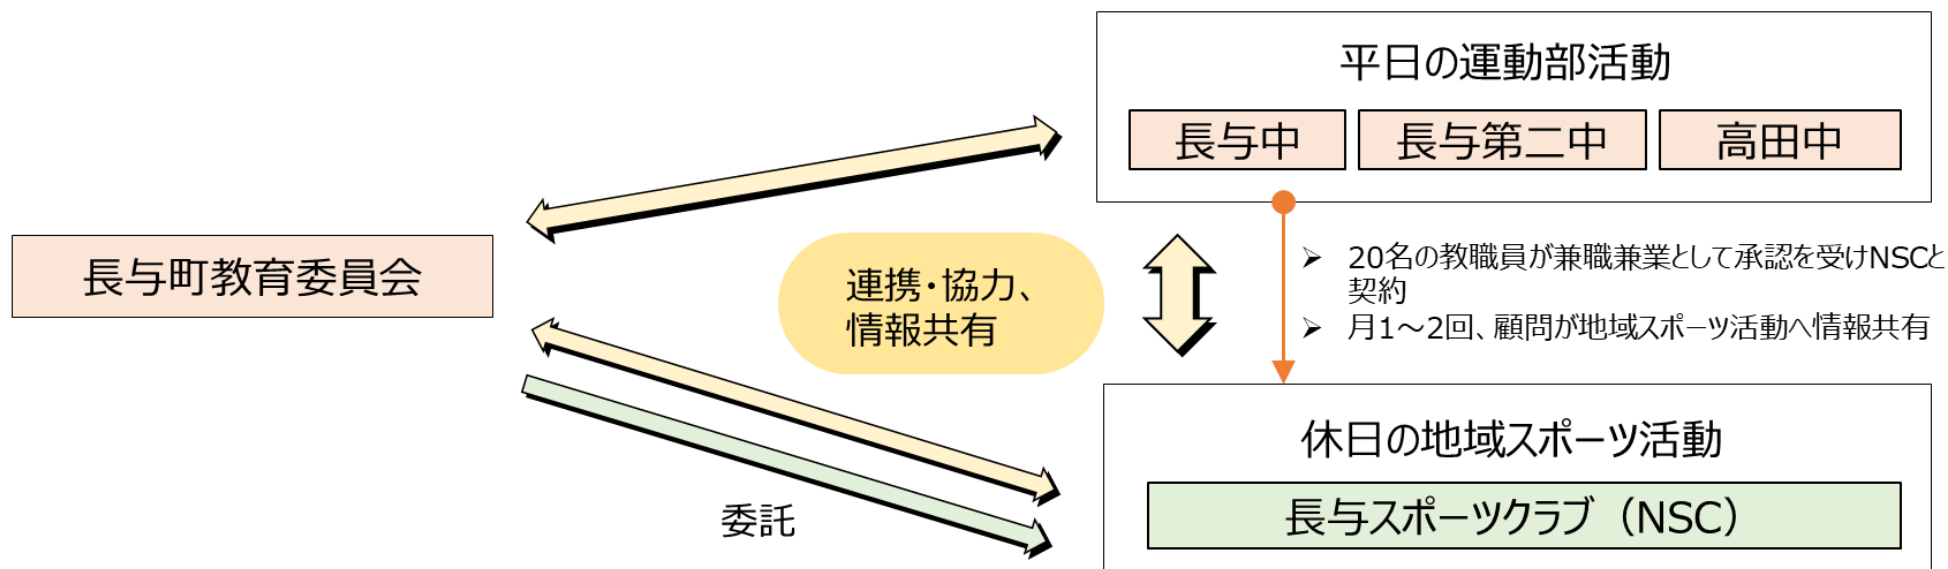 平日の運動部活動
長与中
長与第二中
高田中
長与町教育委員会
連携・協力、
情報共有
➢ 20名の教職員が兼職兼業として承認を受けNSCと
契約
➢ 月1~2回、顧問が地域スポーツ活動へ情報共有
休日の地域スポーツ活動
長与スポーツクラブ（NSC）
委託